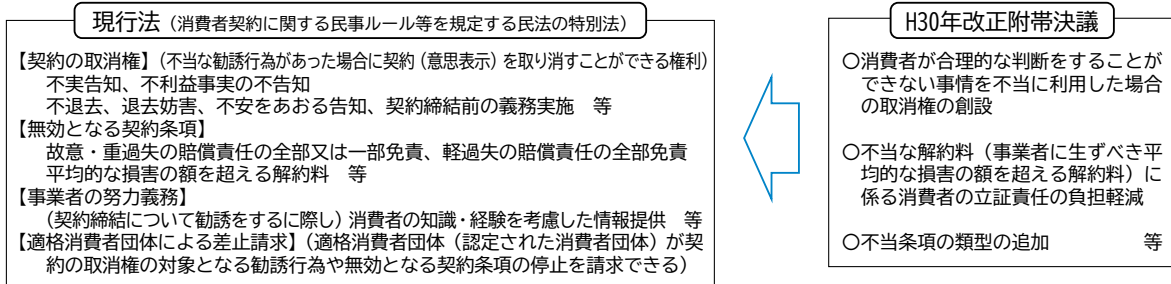 現行法（消費者契約に関する民事ルール等を規定する民法の特別法）
【契約の取消権】（不当な勧誘行為があった場合に契約（意思表示）を取り消すことができる権利）
不実告知、不利益事実の不告知
不退去、退去妨害、不安をあおる告知、契約締結前の義務実施　等
【無効となる契約条項】
故意・重過失の賠償責任の全部又は一部免責、軽過失の賠償責任の全部免責
平均的な損害の額を超える解約料　等
【事業者の努力義務】
（契約締結について勧誘をするに際し）消費者の知識・経験を考慮した情報提供　等
【適格消費者団体による差止請求】（適格消費者団体（認定された消費者団体）が契
約の取消権の対象となる勧誘行為や無効となる契約条項の停止を請求できる）
H30年改正附帯決議
〇消費者が合理的な判断をすることが
できない事情を不当に利用した場合
の取消権の創設
〇不当な解約料（事業者に生ずべき平
均的な損害の額を超える解約料）に
係る消費者の立証責任の負担軽減
〇不当条項の類型の追加　等